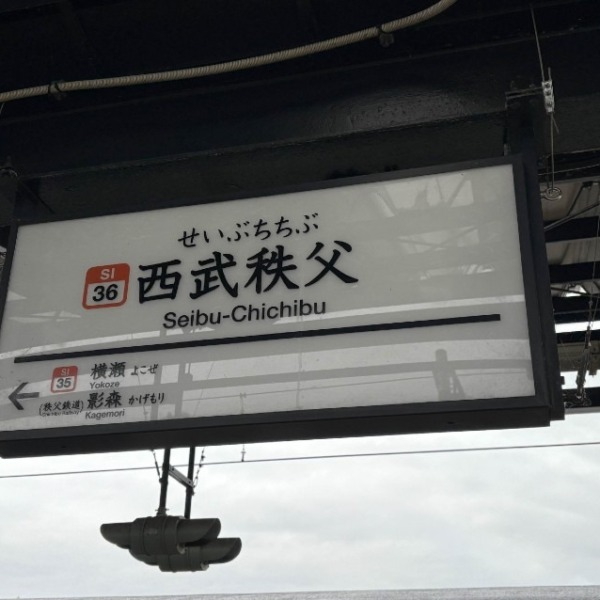 せいぶちちぶ
SI 36 西武秩父
Seibu-Chichibu
SI 35 横瀬 よこぜ
Yokoze
(秩父鉄道) 影森 かげもり
Kagemori